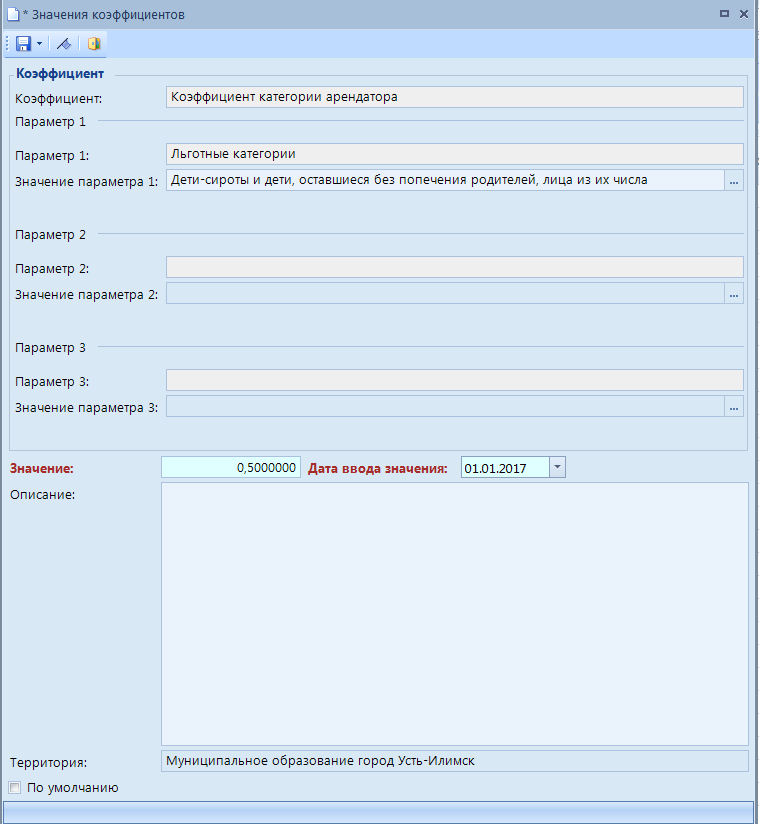 * Значения коэффициентов
Коэффициент
Коэффициент: Коэффициент категории арендатора
Параметр 1
Параметр 1: Льготные категории
Значение параметра 1: Дети-сироты и дети, оставшиеся без попечения родителей, лица из их числа ...
Параметр 2
Параметр 2:
Значение параметра 2: ...
Параметр 3
Параметр 3:
Значение параметра 3: ...
Значение: 0,5000000 Дата ввода значения: 01.01.2017
Описание:
Территория: Муниципальное образование город Усть-Илимск
По умолчанию